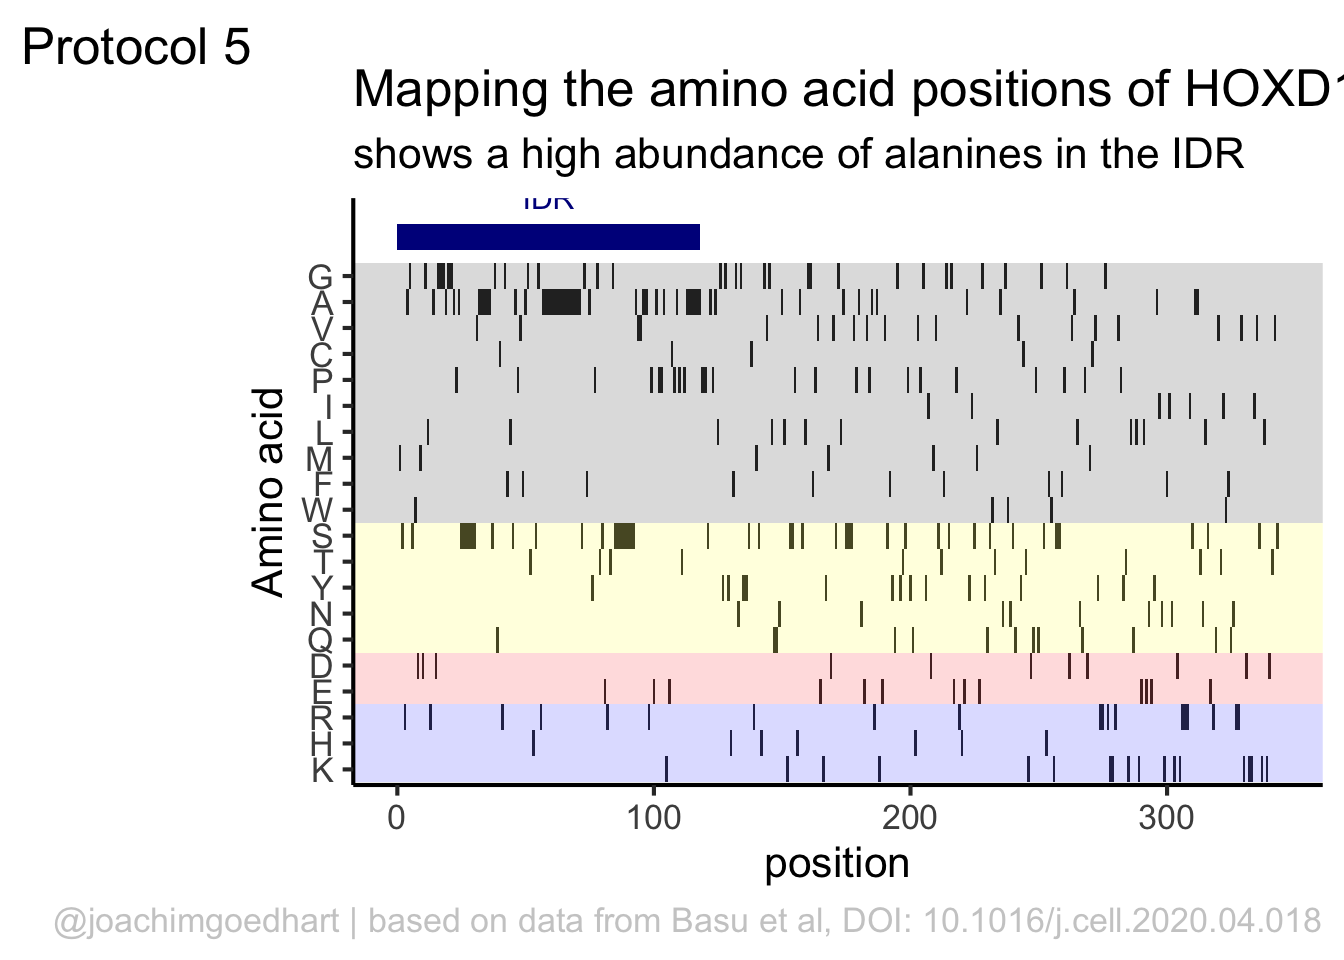 Protocol 5
Mapping the amino acid positions of HOXD1
shows a high abundance of alanines in the IDR
IDR
G
A
V
C
P
I
L
M
F
W
S
T
Y
N
Q
D
E
R
H
K
Amino acid
0 100 200 300
position
@joachimgoedhart | based on data from Basu et al, DOI: 10.1016/j.cell.2020.04.018